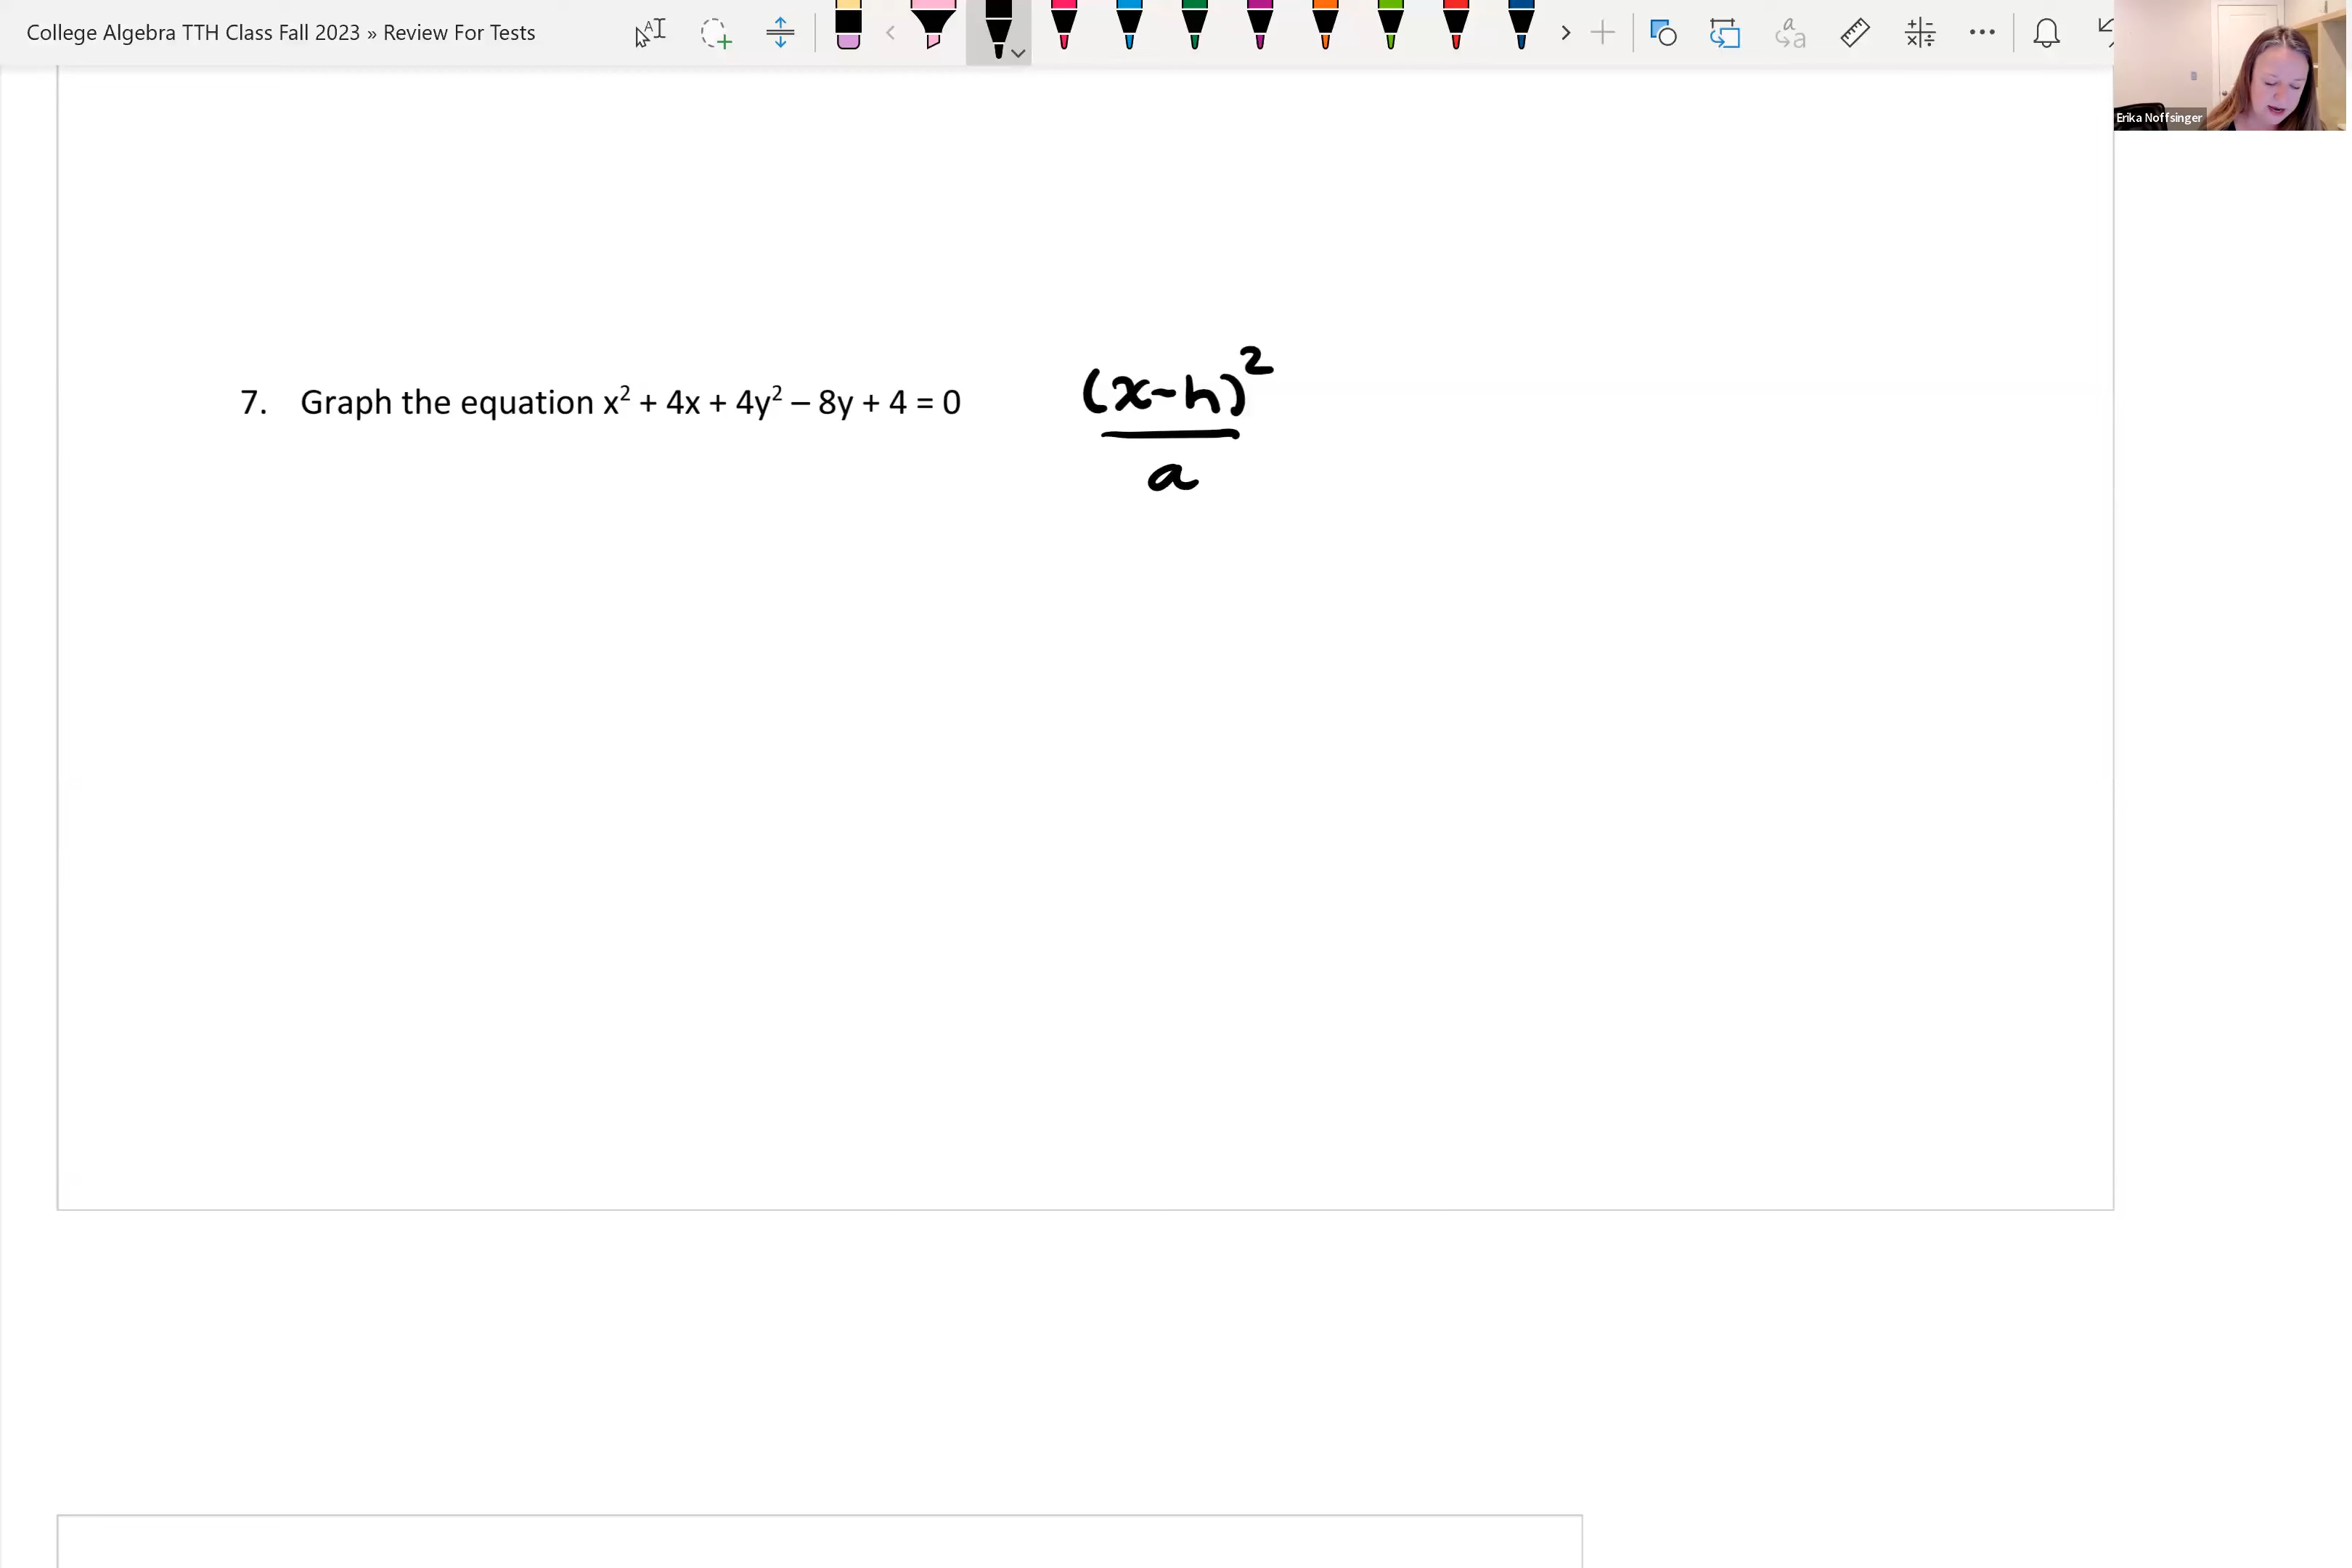 College Algebra TTH Class Fall 2023 » Review For Tests
Erika Noffsinger
7. Graph the equation x² + 4x + 4y² – 8y + 4 = 0
(x-h)²
a